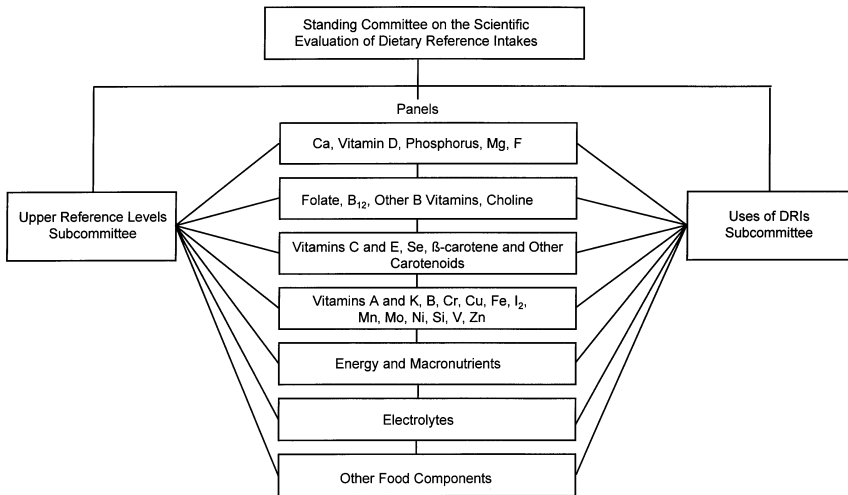 Standing Committee on the Scientific
Evaluation of Dietary Reference Intakes
Panels
Ca, Vitamin D, Phosphorus, Mg, F
Folate, B₁₂, Other B Vitamins, Choline
Upper Reference Levels
Subcommittee
Uses of DRIs
Subcommittee
Vitamins C and E, Se, ß-carotene and Other
Carotenoids
Vitamins A and K, B, Cr, Cu, Fe, I₂,
Mn, Mo, Ni, Si, V, Zn
Energy and Macronutrients
Electrolytes
Other Food Components